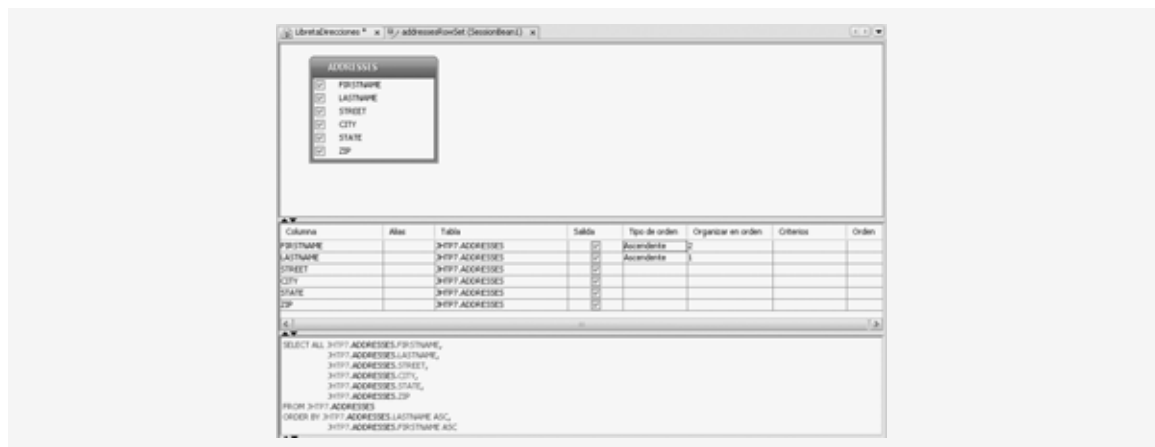 LibretaDirecciones * x addressesRowSet (SessionBean1) x
ADDRESSES
FIRSTNAME
LASTNAME
STREET
CITY
STATE
ZIP
Columna Alias Tabla Salida Tipo de orden Organizar en orden Criterios Orden
FIRSTNAME JHTP7.ADDRESSES Ascendente 2
LASTNAME JHTP7.ADDRESSES Ascendente 1
STREET JHTP7.ADDRESSES
CITY JHTP7.ADDRESSES
STATE JHTP7.ADDRESSES
ZIP JHTP7.ADDRESSES
SELECT ALL JHTP7.ADDRESSES.FIRSTNAME,
JHTP7.ADDRESSES.LASTNAME,
JHTP7.ADDRESSES.STREET,
JHTP7.ADDRESSES.CITY,
JHTP7.ADDRESSES.STATE,
JHTP7.ADDRESSES.ZIP
FROM JHTP7.ADDRESSES
ORDER BY JHTP7.ADDRESSES.LASTNAME ASC,
JHTP7.ADDRESSES.FIRSTNAME ASC